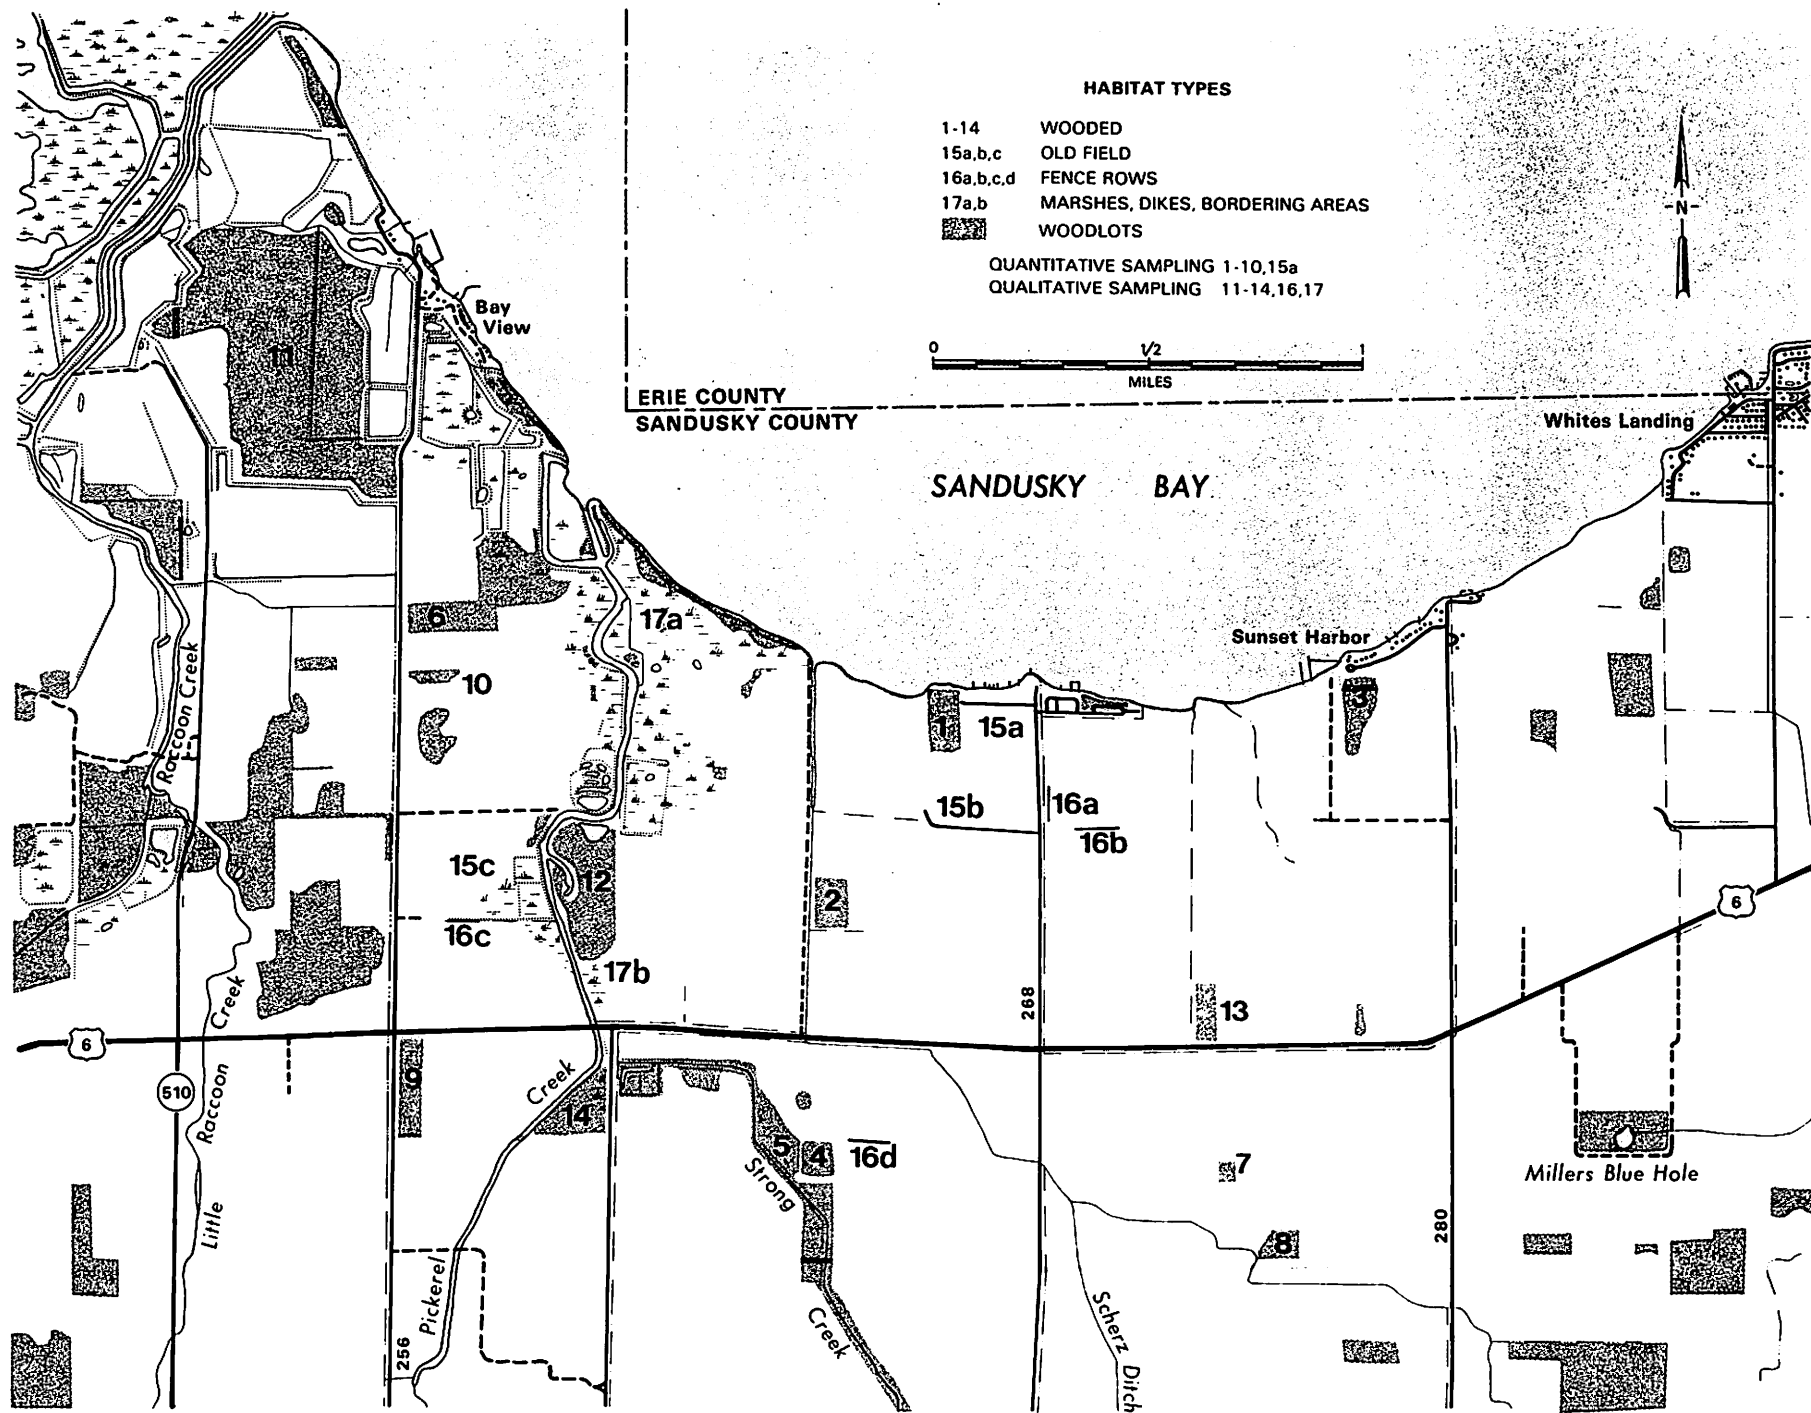 HABITAT TYPES
1-14 WOODED
15a,b,c OLD FIELD
16a,b,c,d FENCE ROWS
17a,b MARSHES, DIKES, BORDERING AREAS
WOODLOTS
QUANTITATIVE SAMPLING 1-10,15a
QUALITATIVE SAMPLING 11-14,16,17
N
0 1/2 1
MILES
Bay
View
11
ERIE COUNTY
SANDUSKY COUNTY
Whites Landing
SANDUSKY BAY
6
17a
Sunset Harbor
Raccoon Creek
10
1
15a
3
15b
16a
16b
15c
12
2
16c
6
17b
268
13
6
510
9
Creek
14
Little Raccoon Creek
5
4
16d
Strong
Creek
7
Millers Blue Hole
8
280
Pickerel
256
Scherz Ditch